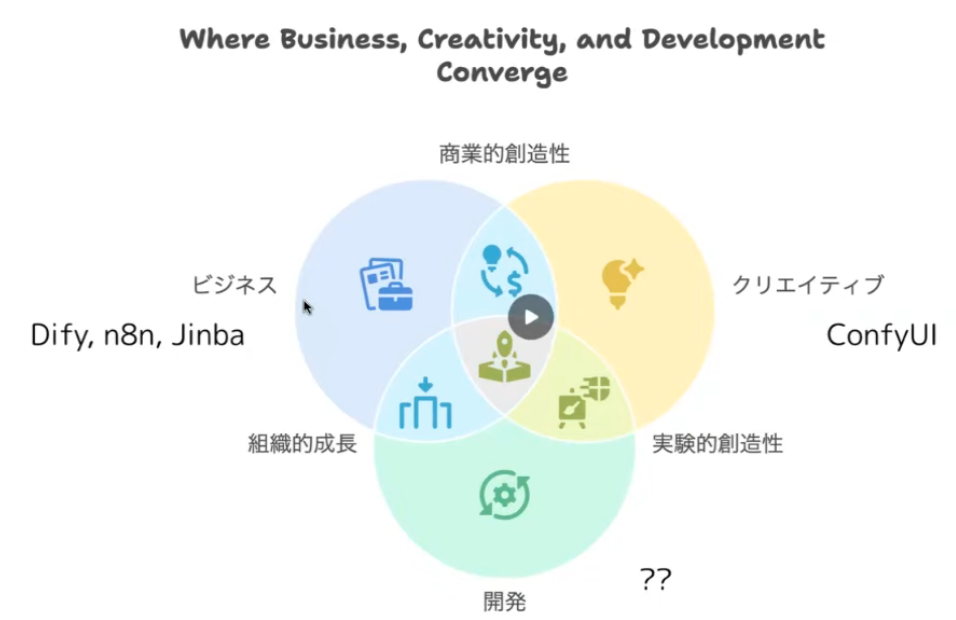 Where Business, Creativity, and Development
Converge
商業的創造性
ビジネス
クリエイティブ
Dify, n8n, Jinba
ConfyUI
組織的成長
実験的創造性
??
開発